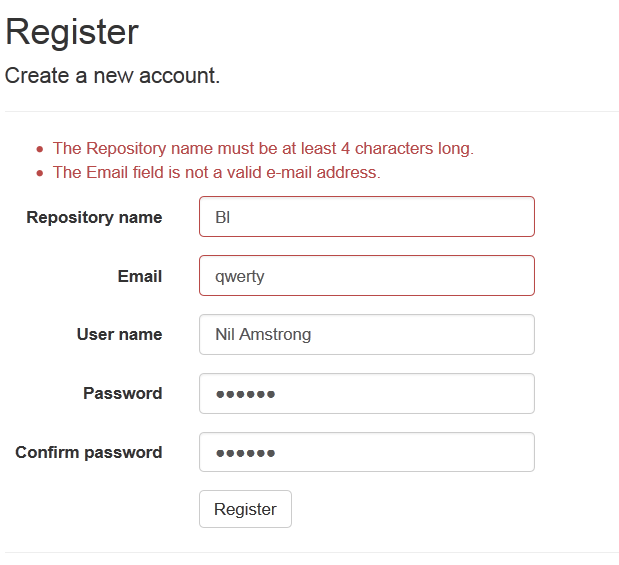 Register
Create a new account.
The Repository name must be at least 4 characters long.
The Email field is not a valid e-mail address.
Repository name BI
Email qwerty
User name Nil Amstrong
Password ●●●●●●
Confirm password ●●●●●●
Register